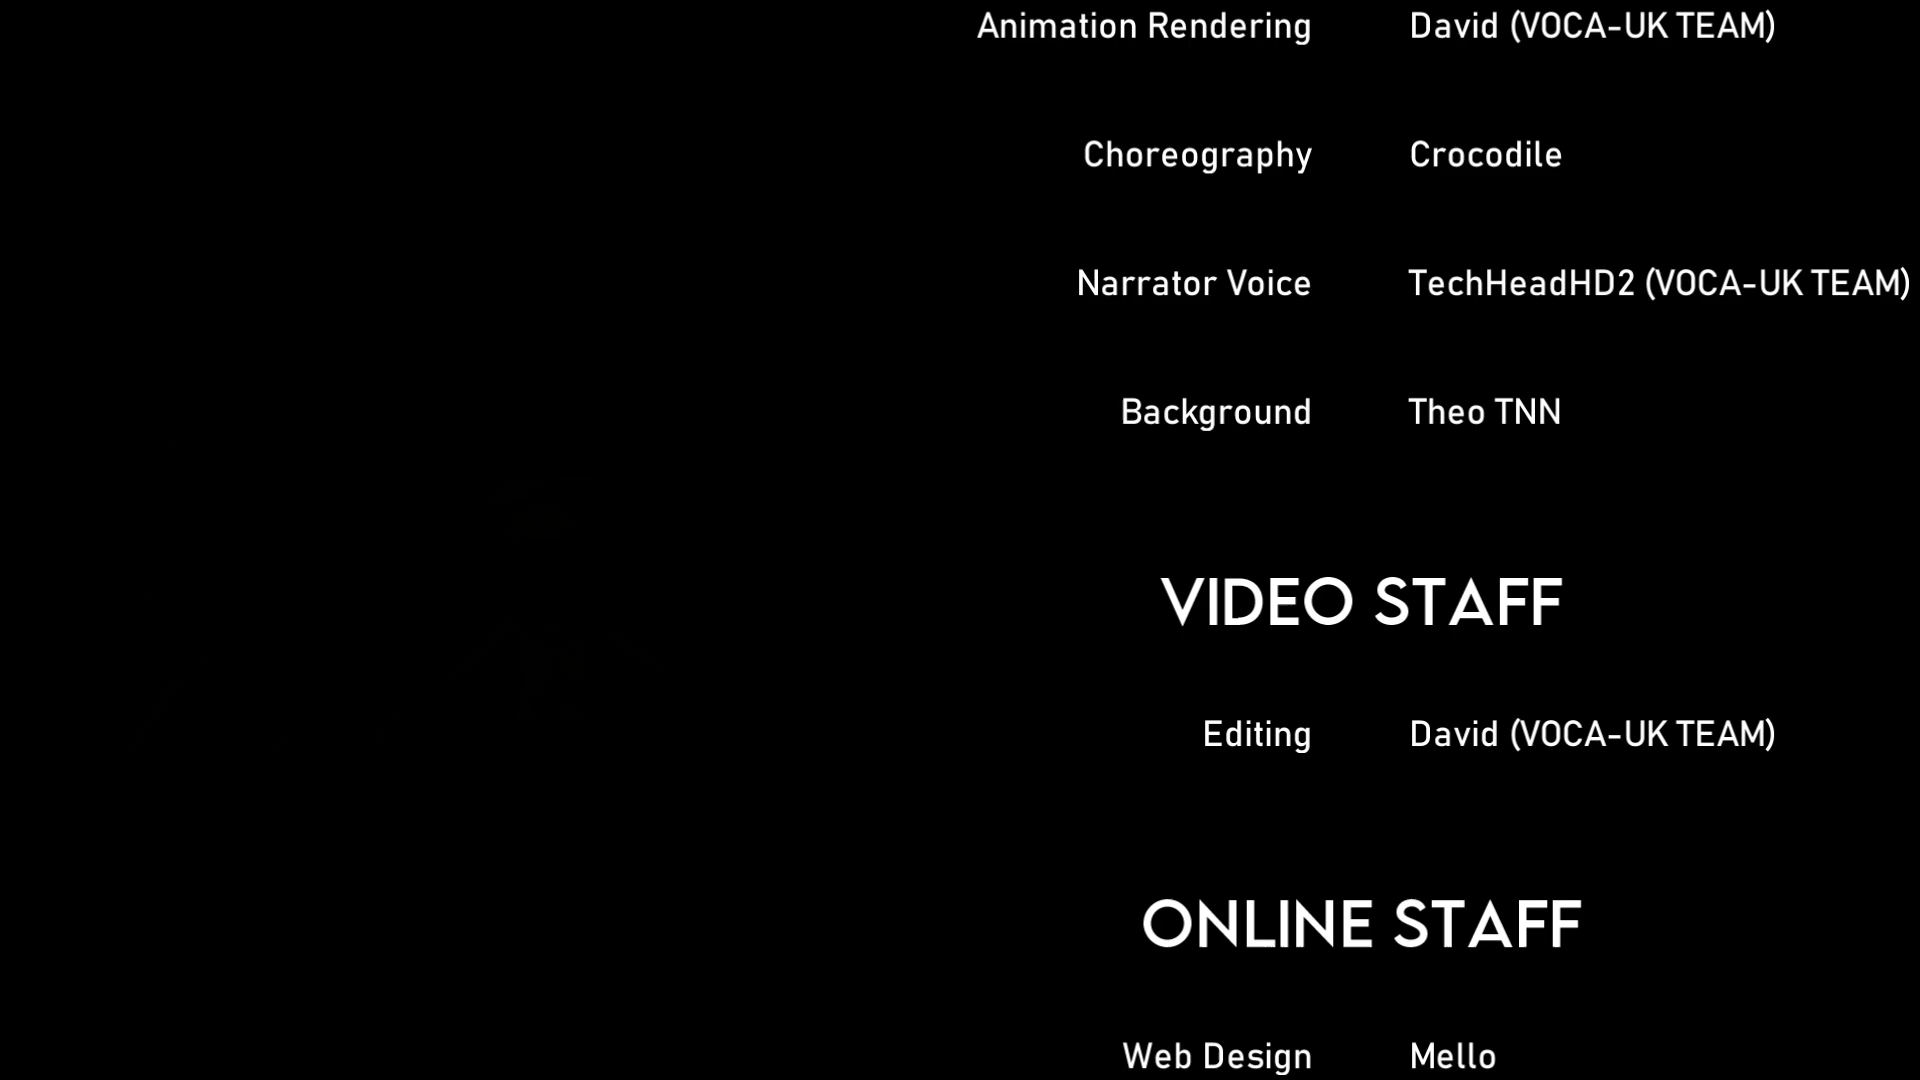 Animation Rendering David (VOCA-UK TEAM)
Choreography Crocodile
Narrator Voice TechHeadHD2 (VOCA-UK TEAM)
Background Theo TNN
VIDEO STAFF
Editing David (VOCA-UK TEAM)
ONLINE STAFF
Web Design Mello